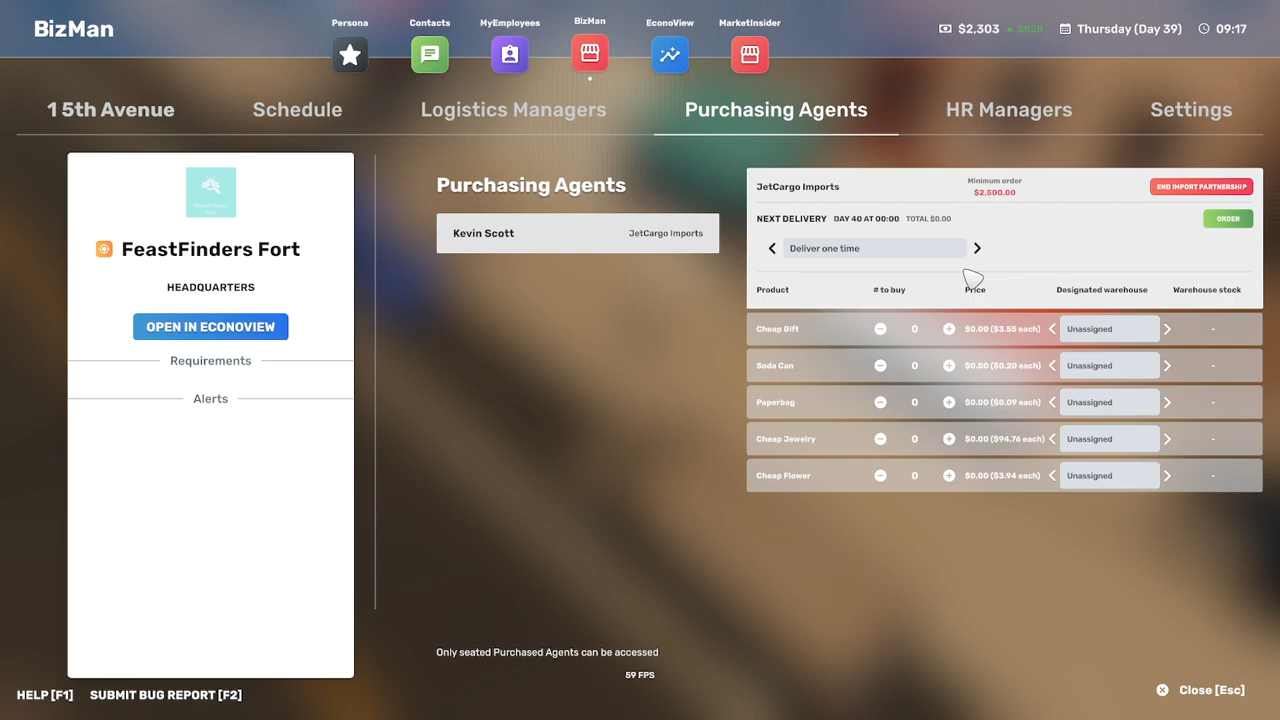 BizMan
Persona
Contacts
MyEmployees
BizMan
EconoView
MarketInsider
$2,303 ▲ $828
Thursday (Day 39)
09:17
1 5th Avenue
Schedule
Logistics Managers
Purchasing Agents
HR Managers
Settings
FeastFinders Fort
HEADQUARTERS
OPEN IN ECONOVIEW
Requirements
Alerts
Purchasing Agents
Kevin Scott JetCargo Imports
JetCargo Imports
Minimum order
$2,500.00
END IMPORT PARTNERSHIP
NEXT DELIVERY DAY 40 AT 00:00 TOTAL $0.00
ORDER
Deliver one time
Product # to buy Price Designated warehouse Warehouse stock
Cheap Gift 0 $0.00 ($3.55 each) Unassigned -
Soda Can 0 $0.00 ($0.20 each) Unassigned -
Paperbag 0 $0.00 ($0.09 each) Unassigned -
Cheap Jewelry 0 $0.00 ($94.76 each) Unassigned -
Cheap Flower 0 $0.00 ($3.94 each) Unassigned -
Only seated Purchased Agents can be accessed
59 FPS
HELP [F1] SUBMIT BUG REPORT [F2]
Close [Esc]